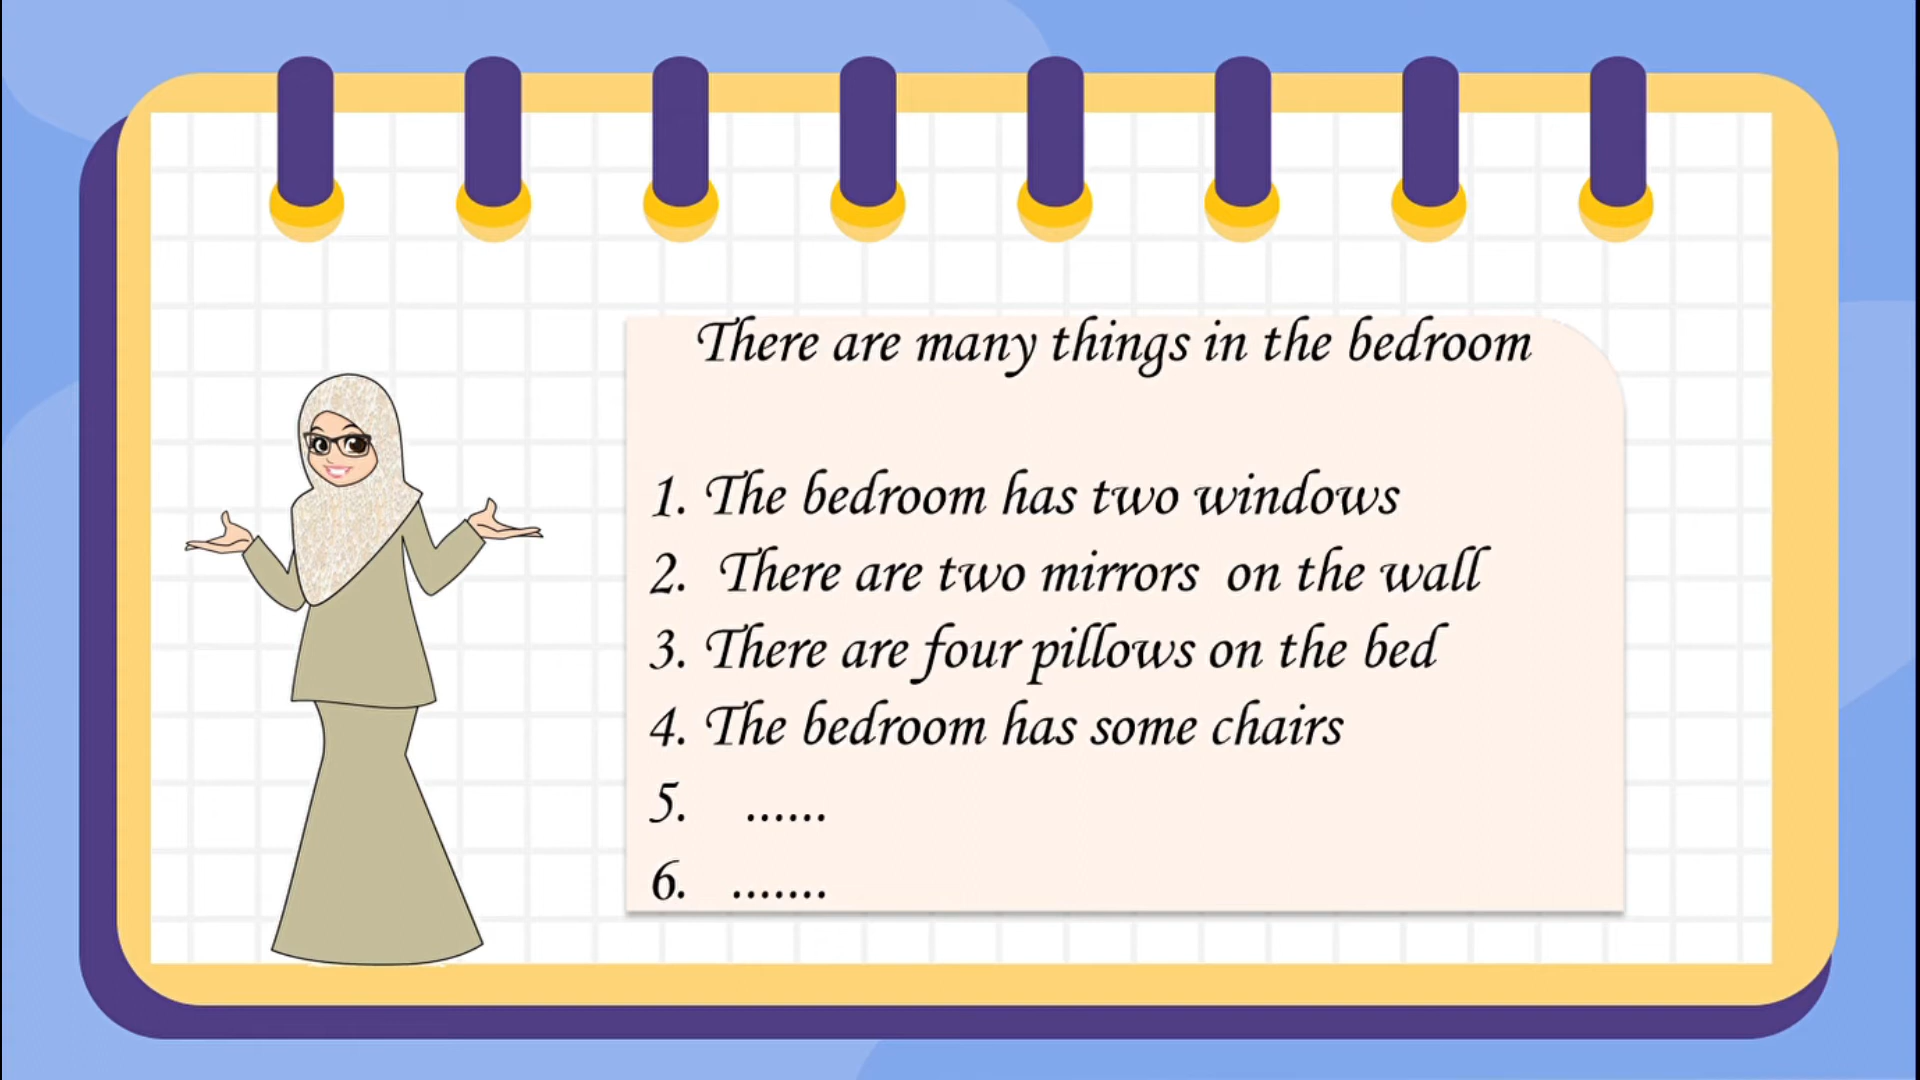 There are many things in the bedroom
1. The bedroom has two windows
2. There are two mirrors on the wall
3. There are four pillows on the bed
4. The bedroom has some chairs
5. ......
6. .......